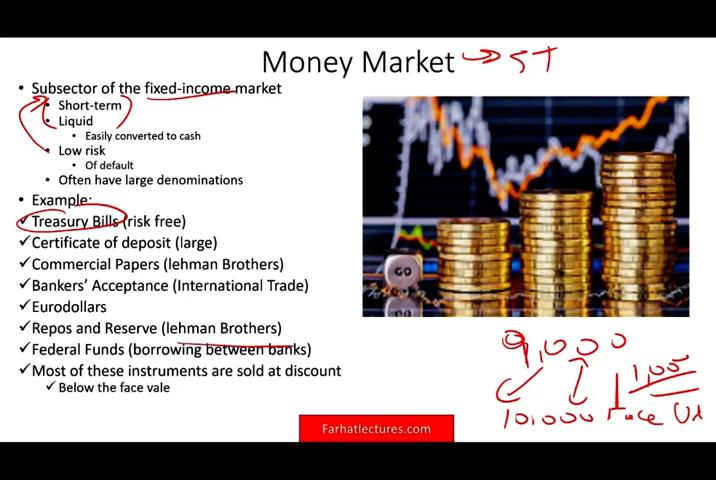 Money Market → ST
Subsector of the fixed-income market
Short-term
Liquid
Easily converted to cash
Low risk
Of default
Often have large denominations
Example:
Treasury Bills (risk free)
Certificate of deposit (large)
Commercial Papers (lehman Brothers)
Bankers' Acceptance (International Trade)
Eurodollars
Repos and Reserve (lehman Brothers)
Federal Funds (borrowing between banks)
Most of these instruments are sold at discount
Below the face vale
GO
9,000
10,000 Face
Farhatlectures.com